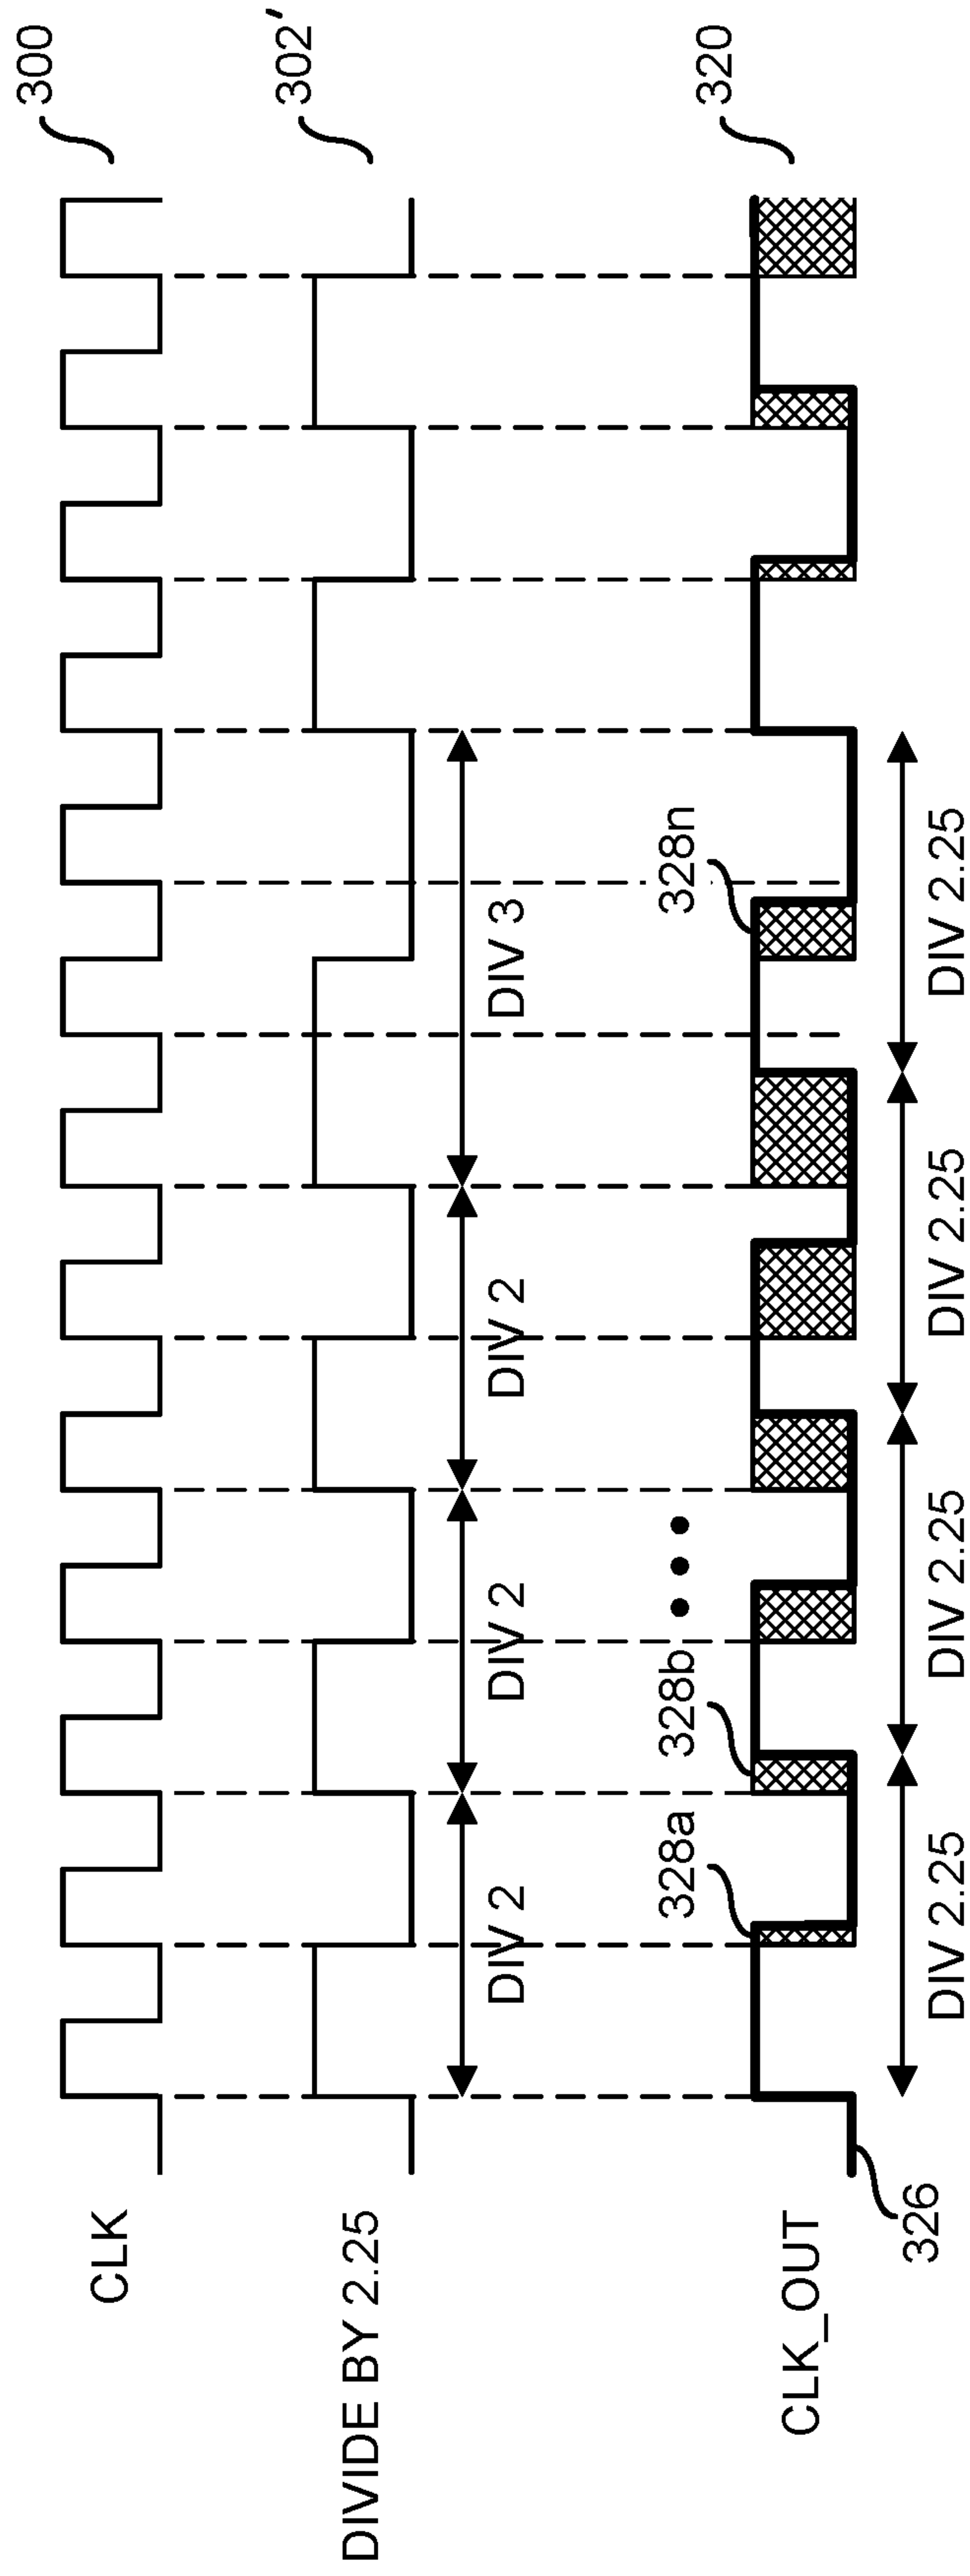 CLK
300
DIVIDE BY 2.25
302'
DIV 2
DIV 2
DIV 2
DIV 3
328a
328b
328n
CLK_OUT
320
326
DIV 2.25
DIV 2.25
DIV 2.25
DIV 2.25